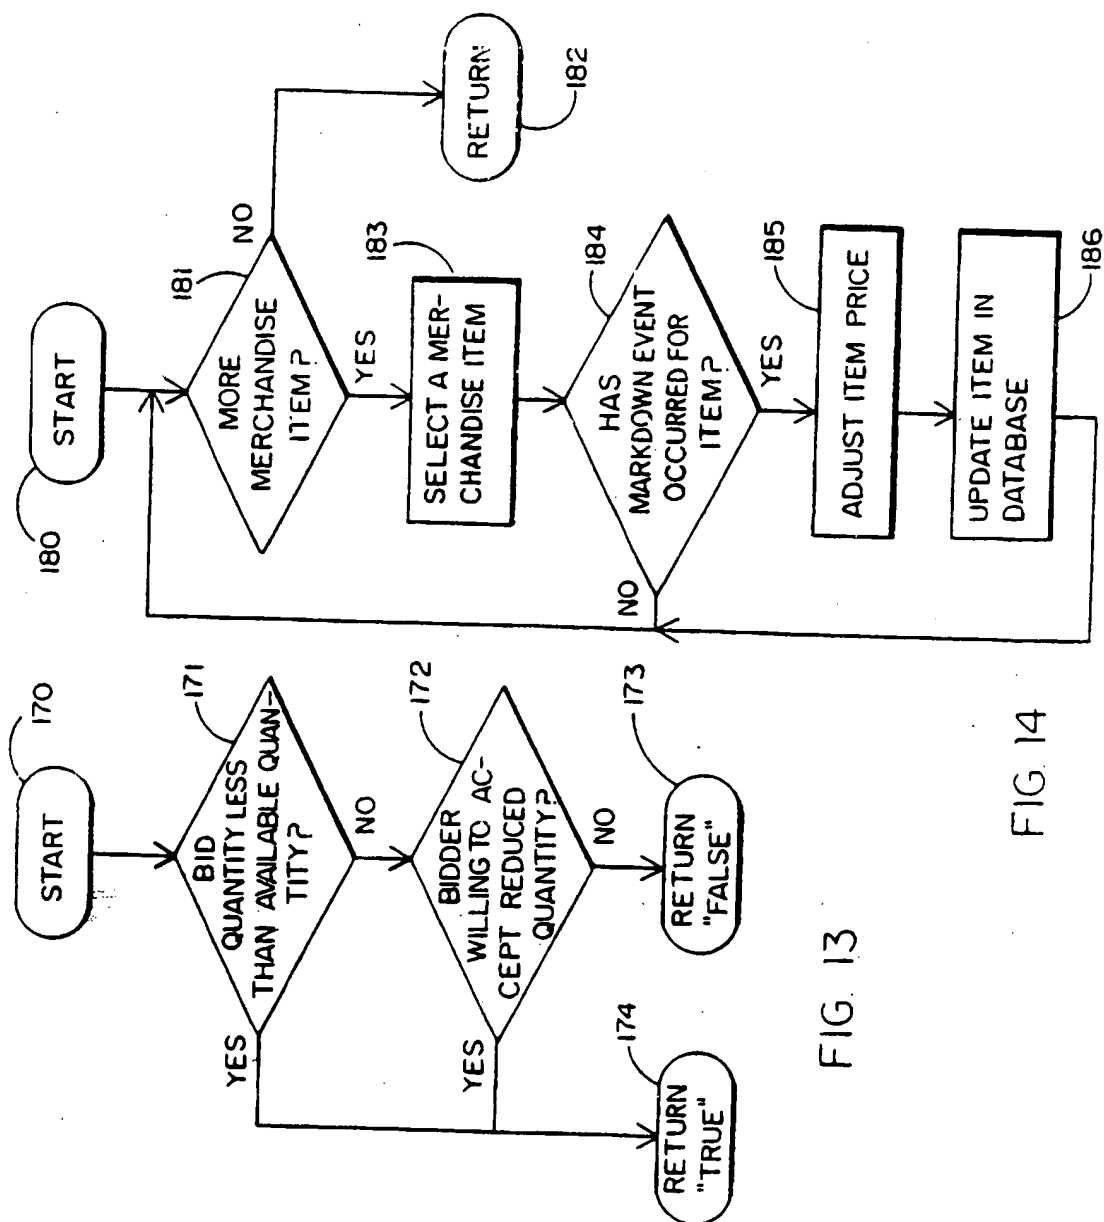 170
START
171
BID
QUANTITY LESS
THAN AVAILABLE QUAN-
TITY?
YES
NO
172
BIDDER
WILLING TO AC-
CEPT REDUCED
QUANTITY?
YES
NO
174
RETURN
"TRUE"
173
RETURN
"FALSE"
FIG. 13
180
START
181
MORE
MERCHANDISE
ITEM?
NO
YES
RETURN
182
183
SELECT A MER-
CHANDISE ITEM
184
HAS
MARKDOWN EVENT
OCCURRED FOR
ITEM?
NO
YES
185
ADJUST ITEM PRICE
UPDATE ITEM IN
DATABASE
186
FIG. 14